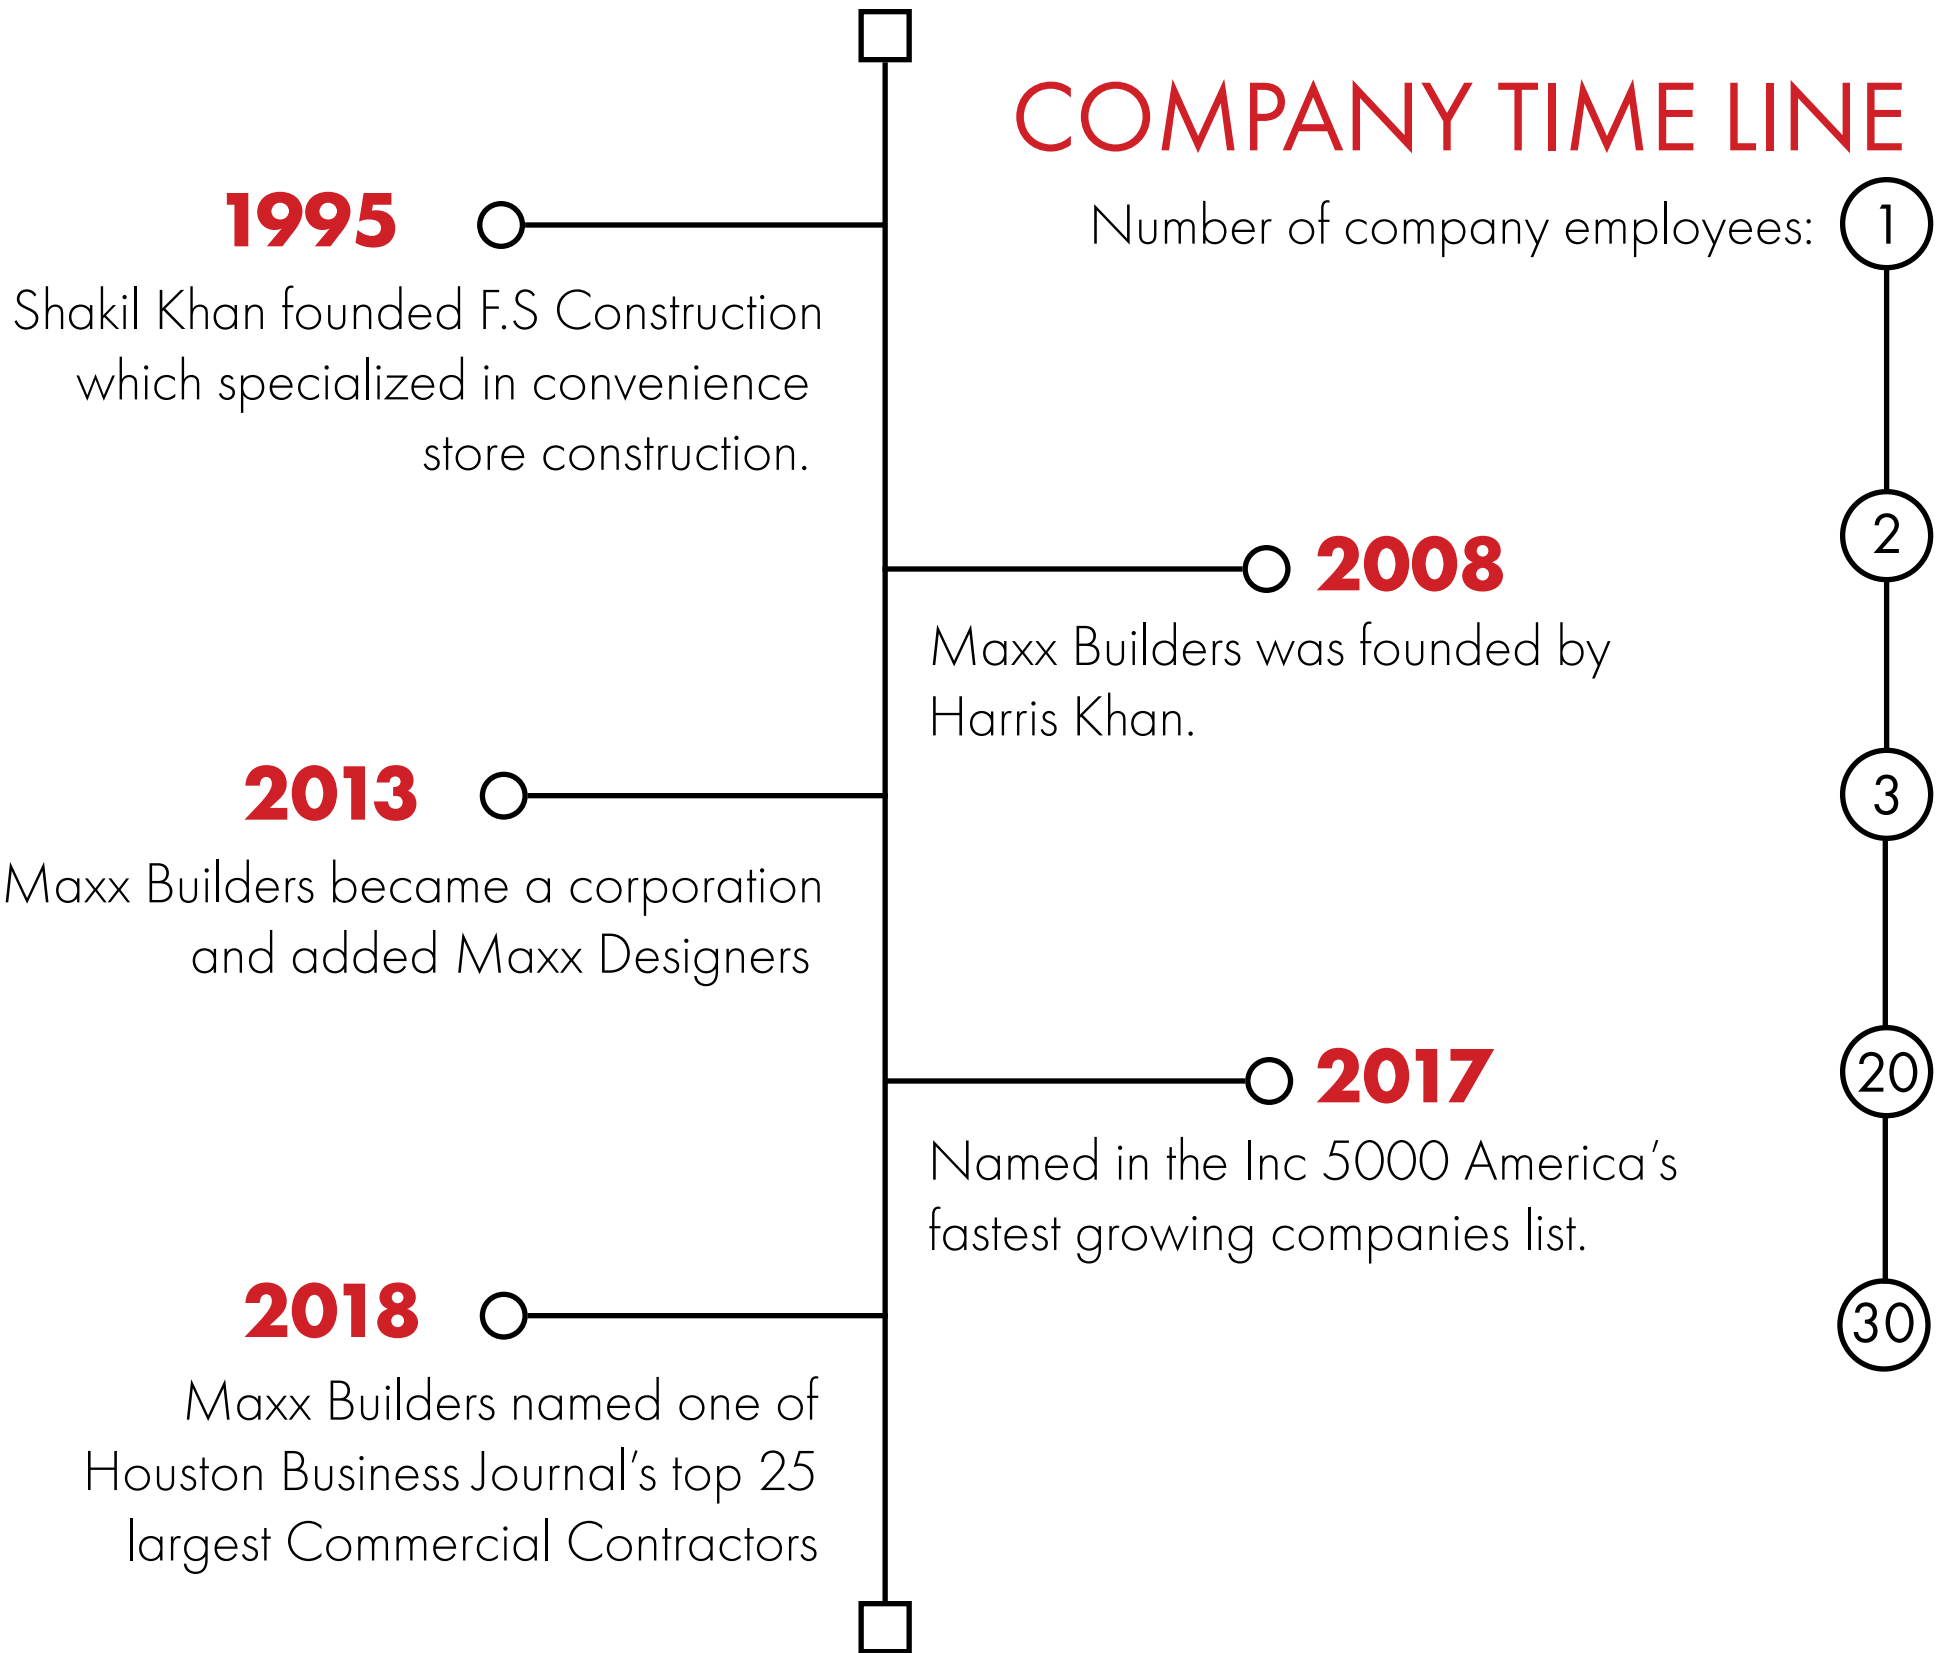 COMPANY TIME LINE
1995
Number of company employees: 1
Shakil Khan founded F.S Construction
which specialized in convenience
store construction.
2
2008
Maxx Builders was founded by
Harris Khan.
2013
3
Maxx Builders became a corporation
and added Maxx Designers
20
2017
Named in the Inc 5000 America's
fastest growing companies list.
2018
30
Maxx Builders named one of
Houston Business Journal's top 25
largest Commercial Contractors